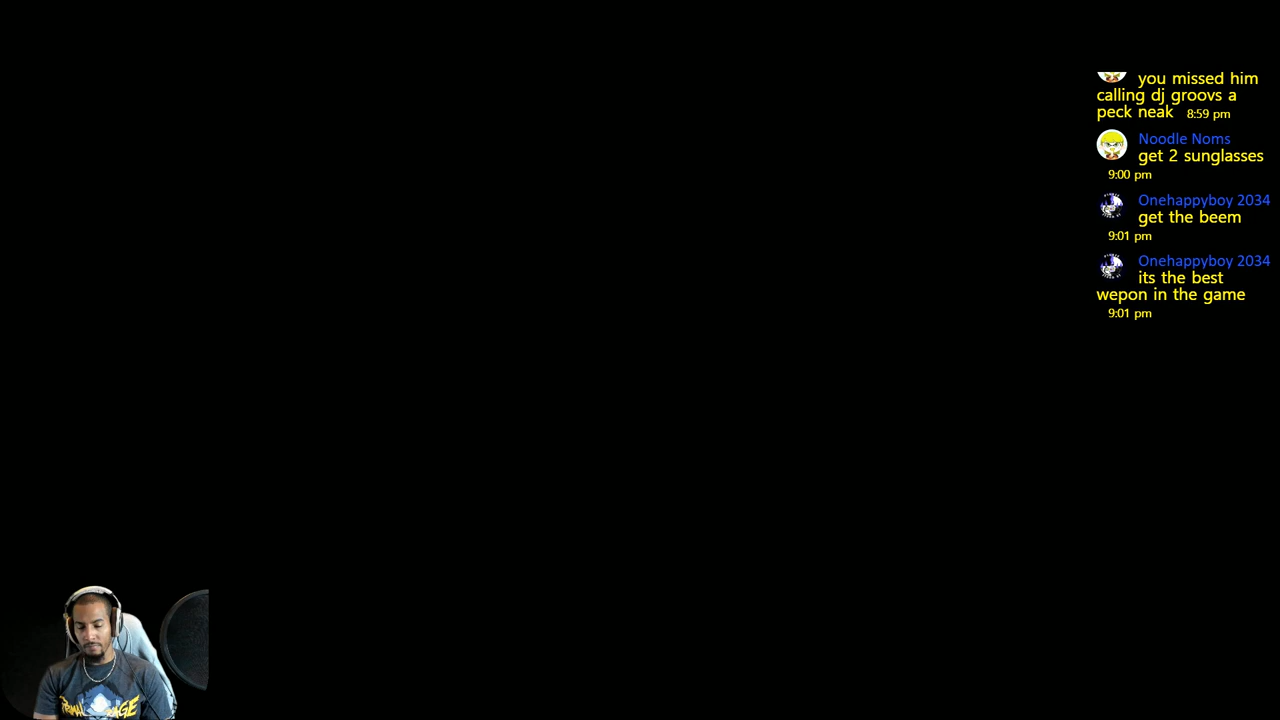 you missed him
calling dj groovs a
peck neak 8:59 pm
Noodle Noms
get 2 sunglasses
9:00 pm
Onehappyboy 2034
get the beem
9:01 pm
Onehappyboy 2034
its the best
wepon in the game
9:01 pm